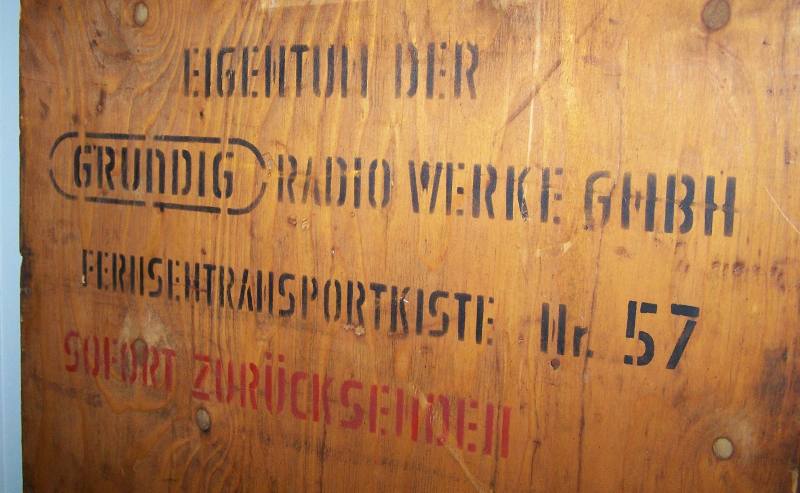 EIGENTUM DER
GRUNDIG RADIO WERKE GMBH
FERNSEHTRANSPORTKISTE Nr. 57
SOFORT ZURÜCKSENDEN